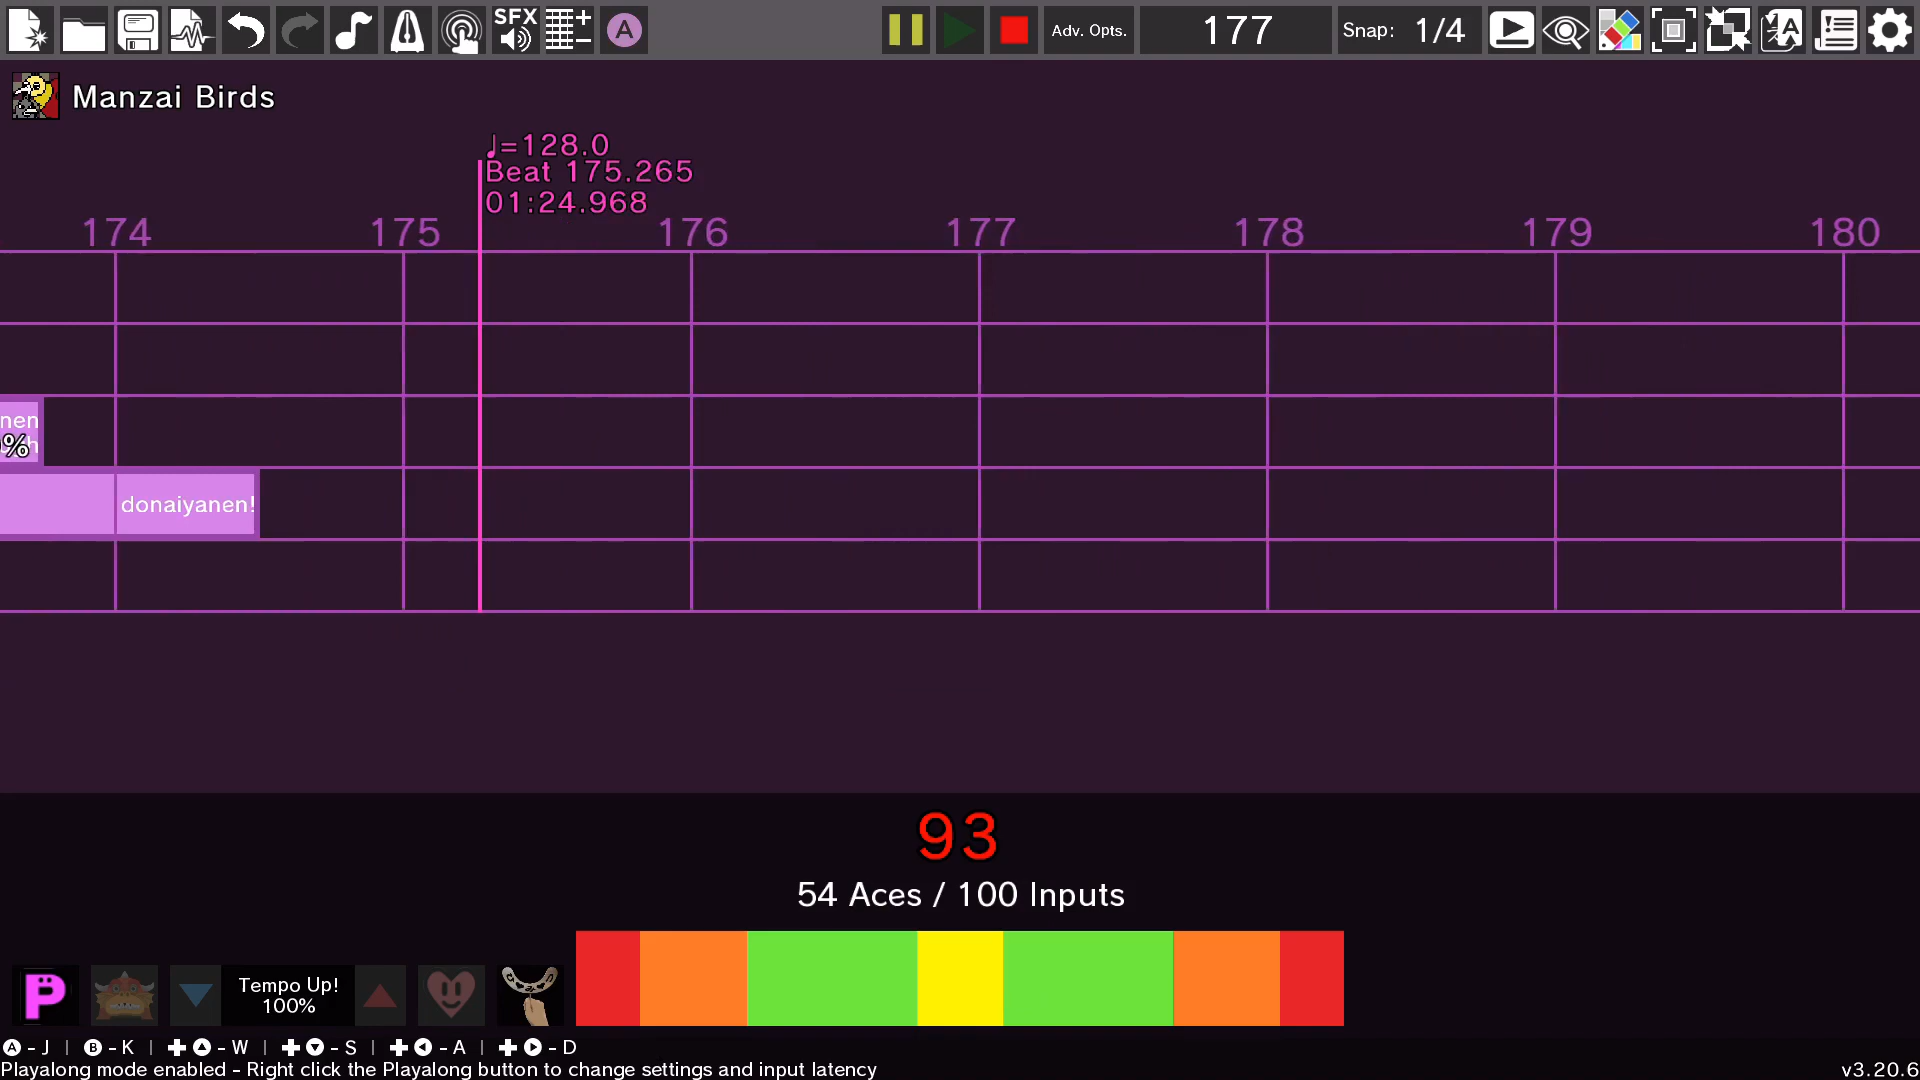 SFX
A
Adv. Opts.
177
Snap: 1/4
A
Manzai Birds
♩=128.0
Beat 175.265
01:24.968
174
175
176
177
178
179
180
nen
%
donaiyanen!
93
54 Aces / 100 Inputs
P
Tempo Up!
100%
A - J | B - K | ✚▲ - W | ✚▼ - S | ✚◀ - A | ✚▶ - D
Playalong mode enabled - Right click the Playalong button to change settings and input latency
v3.20.6